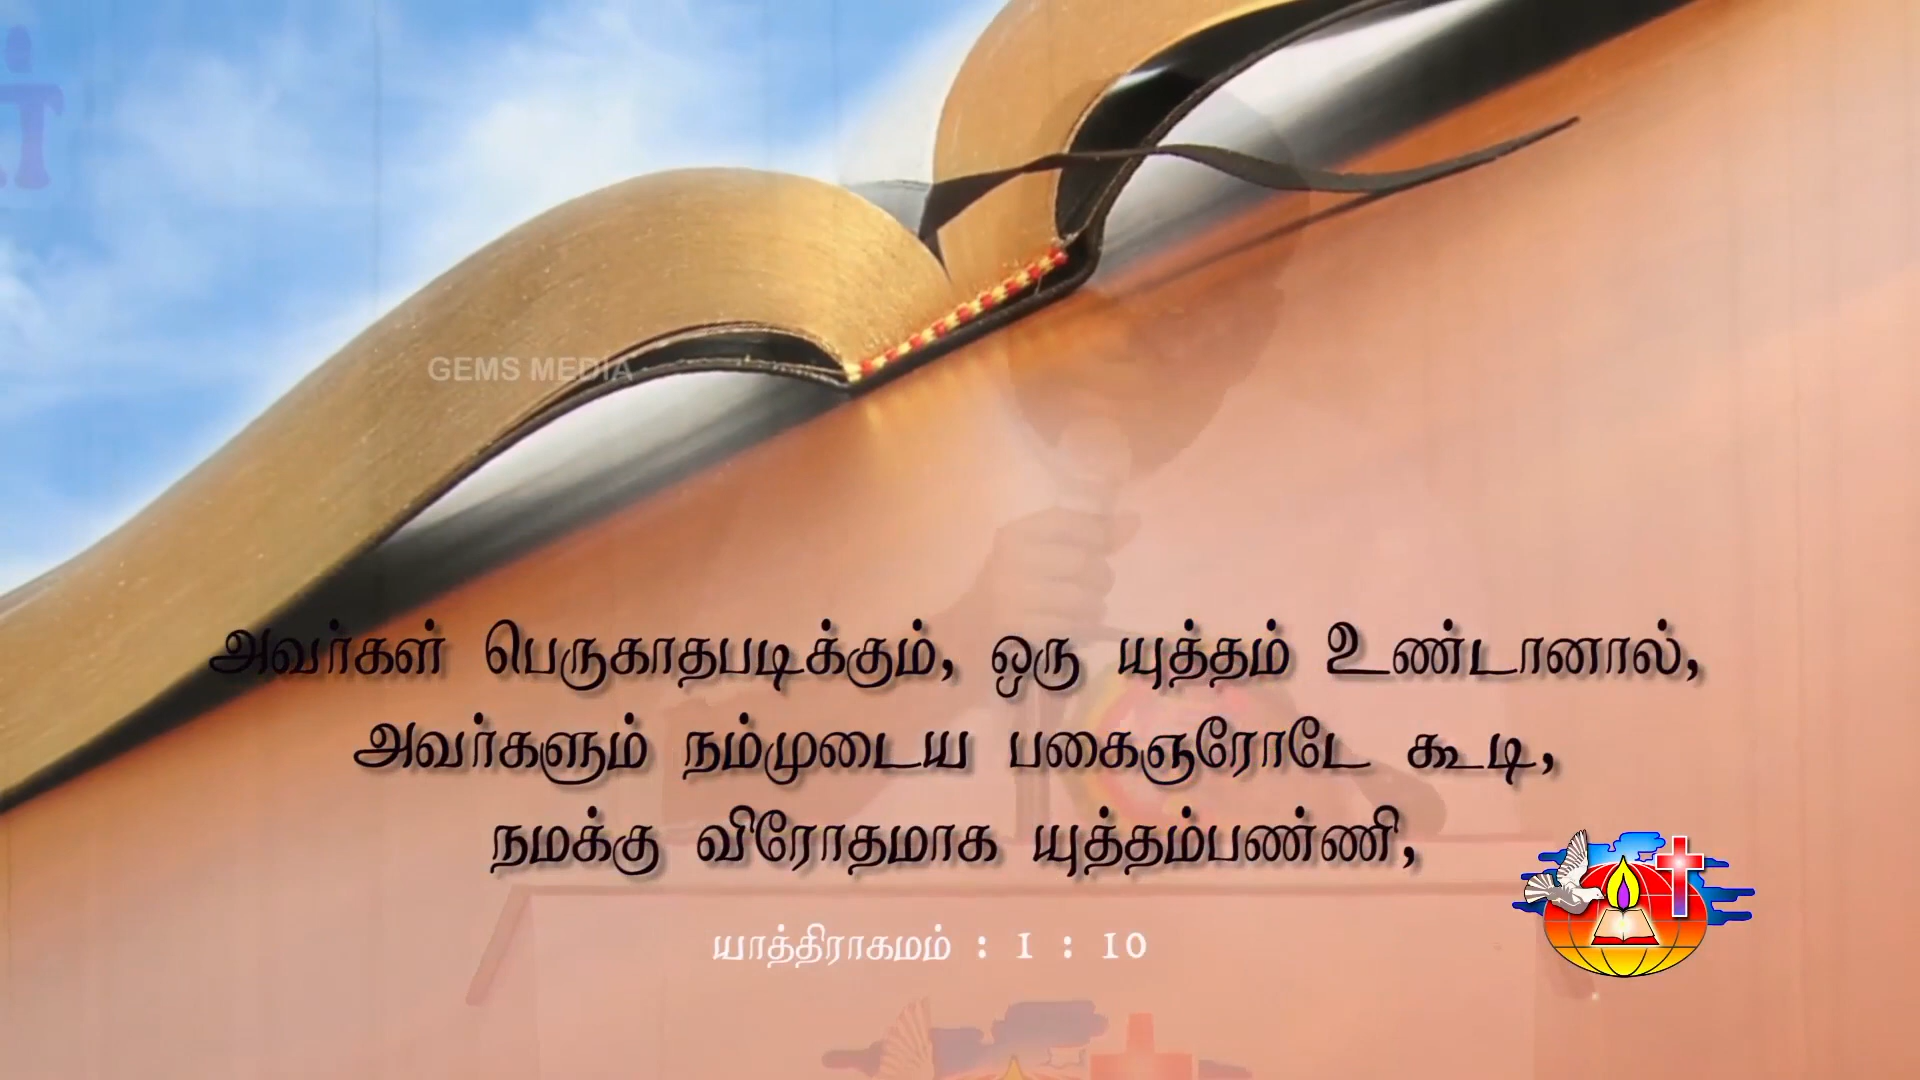 GEMS MEDIA
அவர்கள் பெருகாதபடிக்கும், ஒரு யுத்தம் உண்டானால்,
அவர்களும் நம்முடைய பகைஞரோடே கூடி,
நமக்கு விரோதமாக யுத்தம்பண்ணி,
யாத்திராகமம் : 1 : 10